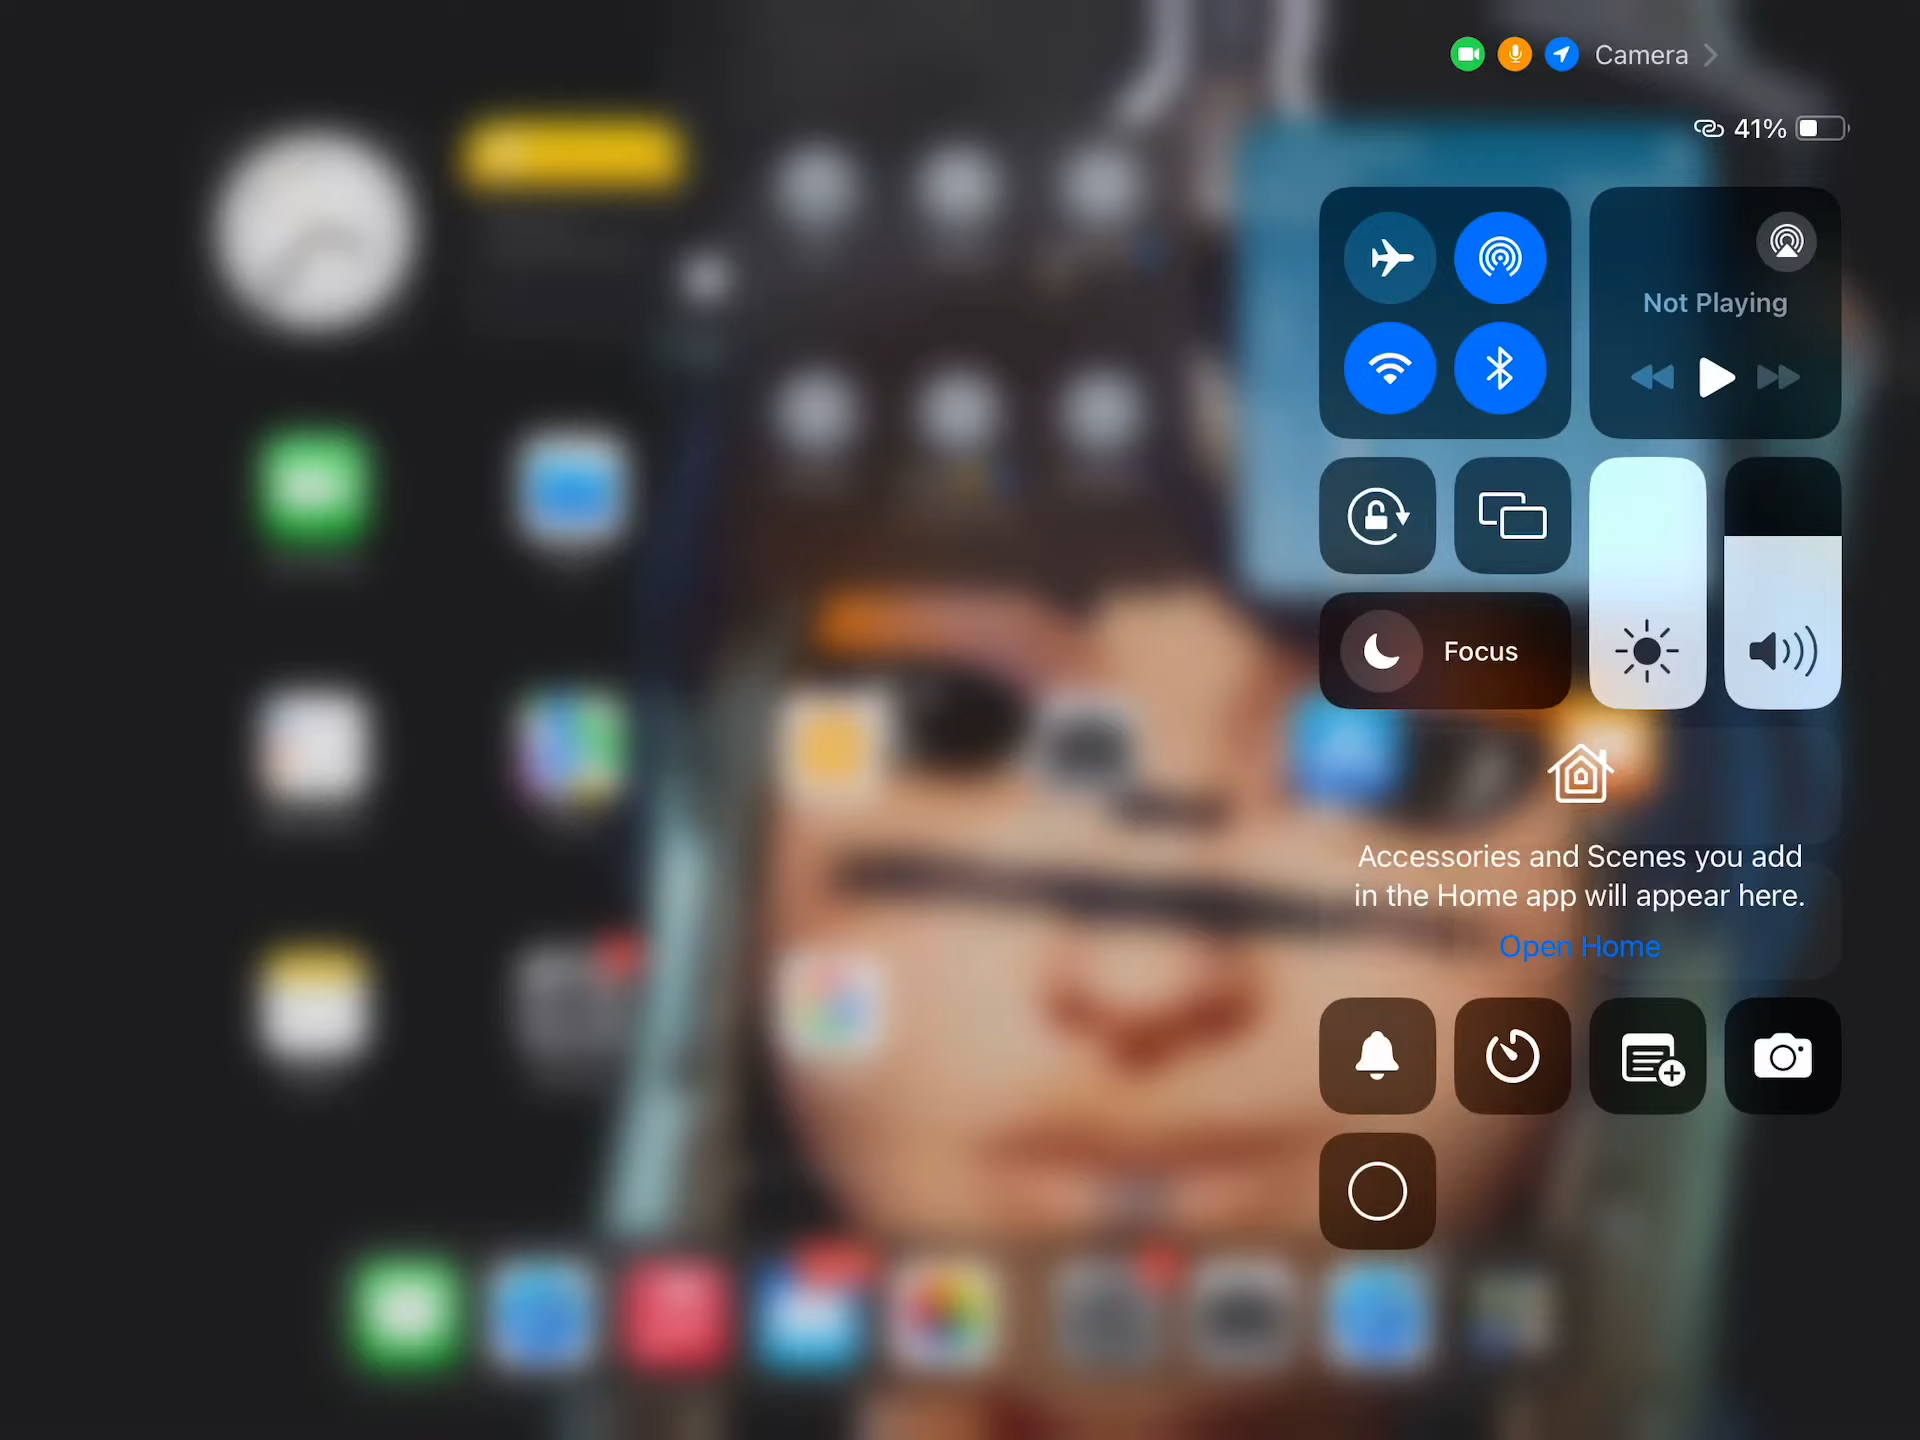 Camera
41%
Not Playing
Focus
Accessories and Scenes you add
in the Home app will appear here.
Open Home